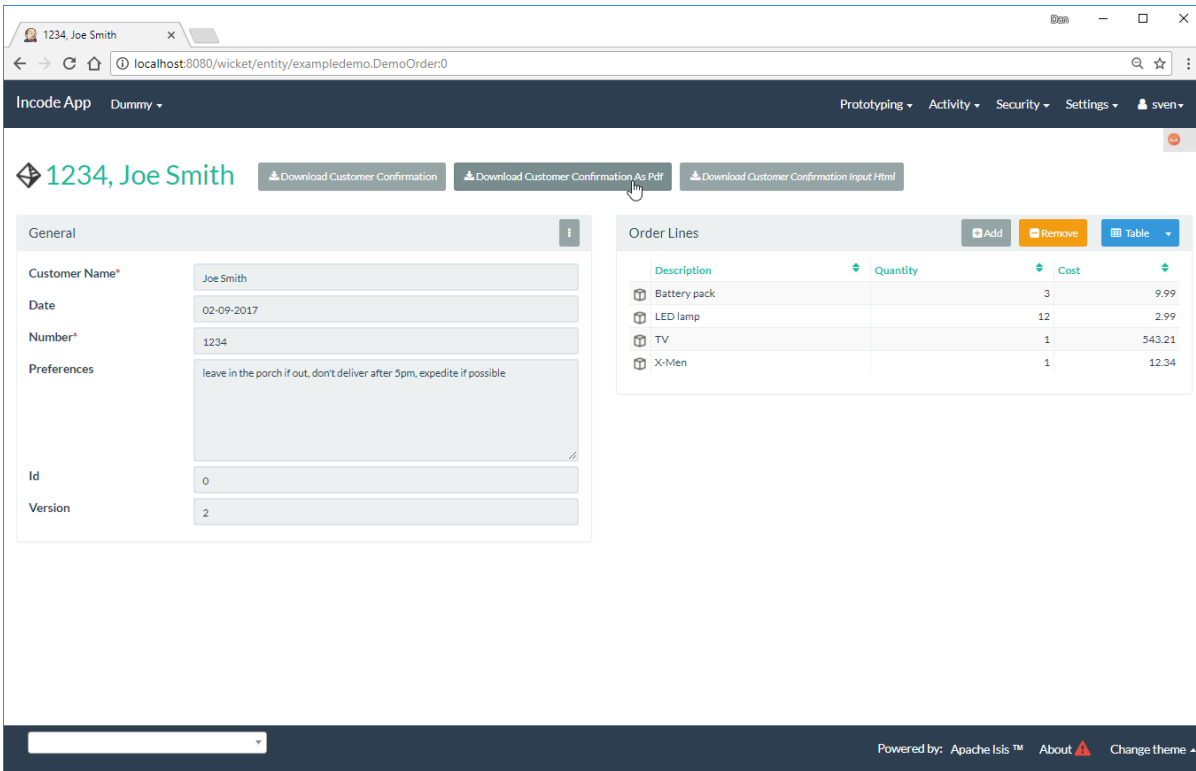 Dan
1234, Joe Smith
localhost:8080/wicket/entity/exampledemo.DemoOrder:0
Incode App Dummy Prototyping Activity Security Settings sven
1234, Joe Smith Download Customer Confirmation Download Customer Confirmation As Pdf Download Customer Confirmation Input Html
General
Customer Name* Joe Smith
Date 02-09-2017
Number* 1234
Preferences leave in the porch if out, don't deliver after 5pm, expedite if possible
Id 0
Version 2
Order Lines Add Remove Table
Description Quantity Cost
Battery pack 3 9.99
LED lamp 12 2.99
TV 1 543.21
X-Men 1 12.34
Powered by: Apache Isis ™ About Change theme